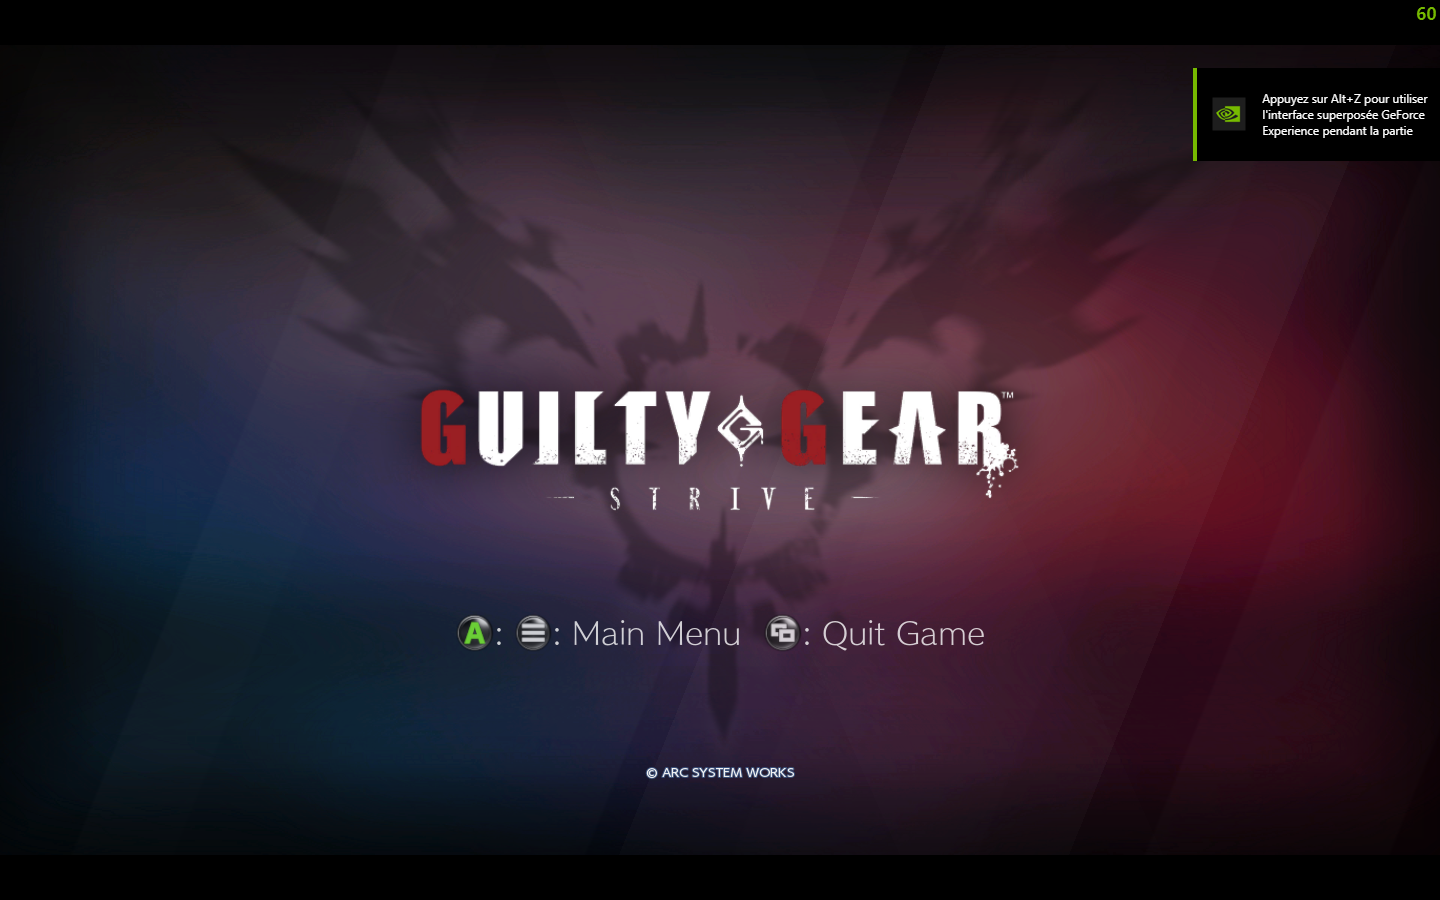 60
Appuyez sur Alt+Z pour utiliser
l'interface superposée GeForce
Experience pendant la partie
GUILTY GEAR™
STRIVE
A : : Main Menu : Quit Game
© ARC SYSTEM WORKS